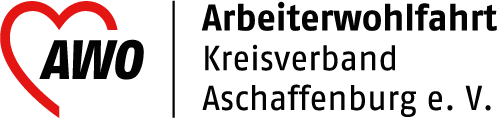 AWO
Arbeiterwohlfahrt
Kreisverband
Aschaffenburg e. V.